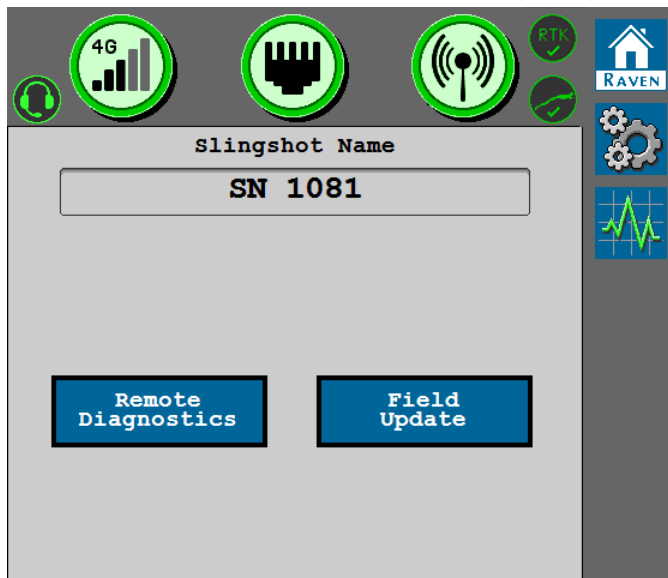 4G
RTK
RAVEN
Slingshot Name
SN 1081
Remote
Diagnostics
Field
Update